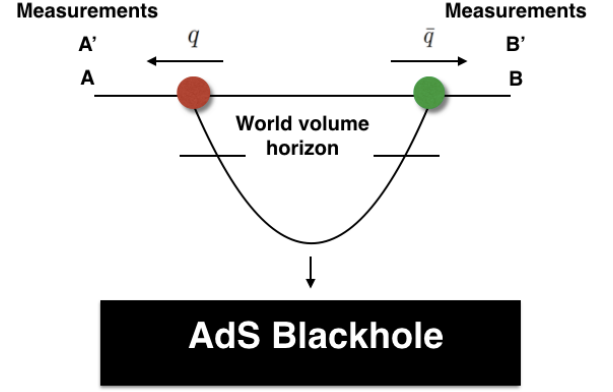 Measurements Measurements
A’ q q̄ B’
A B
World volume
horizon
AdS Blackhole